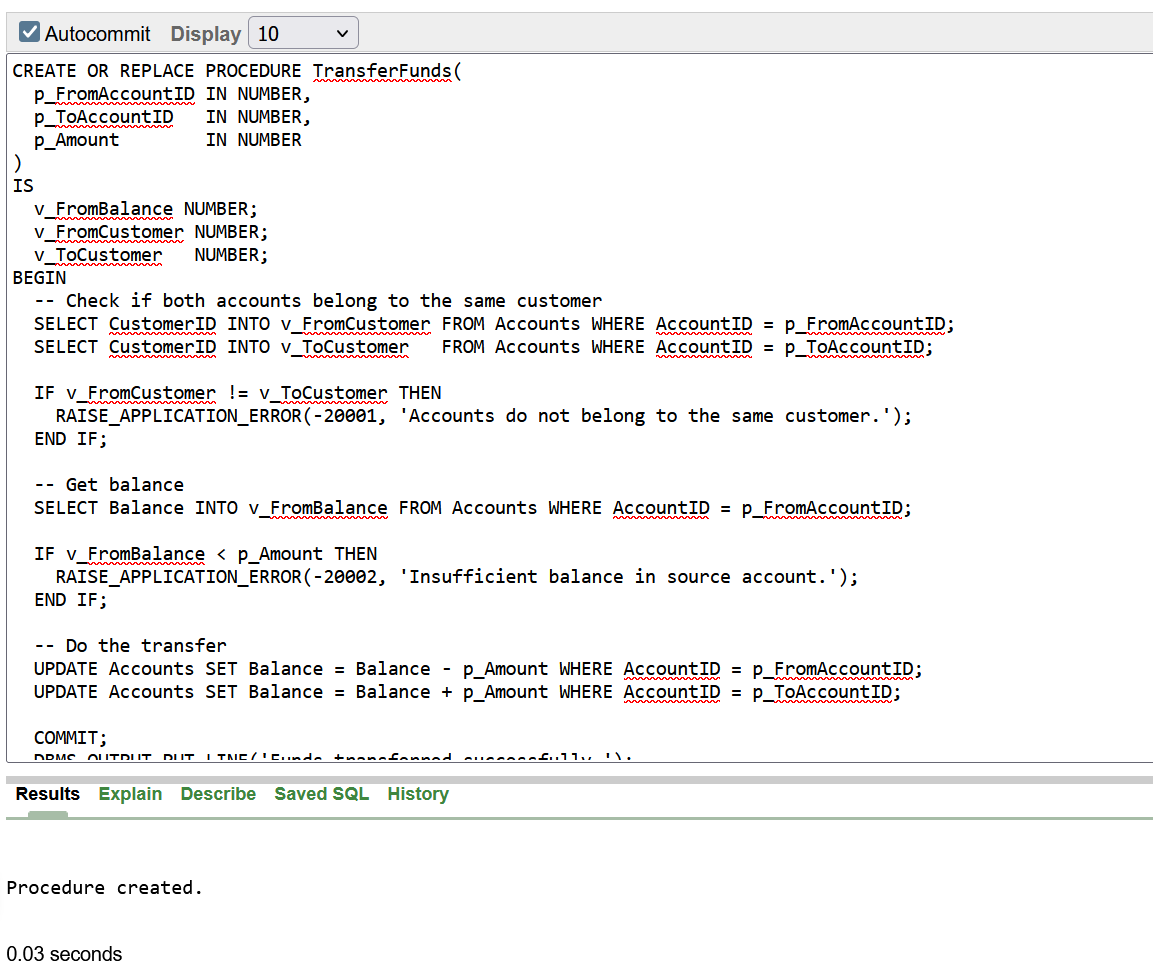 Autocommit Display 10
CREATE OR REPLACE PROCEDURE TransferFunds(
  p_FromAccountID IN NUMBER,
  p_ToAccountID   IN NUMBER,
  p_Amount        IN NUMBER
)
IS
  v_FromBalance NUMBER;
  v_FromCustomer NUMBER;
  v_ToCustomer   NUMBER;
BEGIN
  -- Check if both accounts belong to the same customer
  SELECT CustomerID INTO v_FromCustomer FROM Accounts WHERE AccountID = p_FromAccountID;
  SELECT CustomerID INTO v_ToCustomer   FROM Accounts WHERE AccountID = p_ToAccountID;

  IF v_FromCustomer != v_ToCustomer THEN
    RAISE_APPLICATION_ERROR(-20001, 'Accounts do not belong to the same customer.');
  END IF;

  -- Get balance
  SELECT Balance INTO v_FromBalance FROM Accounts WHERE AccountID = p_FromAccountID;

  IF v_FromBalance < p_Amount THEN
    RAISE_APPLICATION_ERROR(-20002, 'Insufficient balance in source account.');
  END IF;

  -- Do the transfer
  UPDATE Accounts SET Balance = Balance - p_Amount WHERE AccountID = p_FromAccountID;
  UPDATE Accounts SET Balance = Balance + p_Amount WHERE AccountID = p_ToAccountID;

  COMMIT;
  DBMS_OUTPUT.PUT_LINE('Funds transferred successfully.');
Results Explain Describe Saved SQL History
Procedure created.
0.03 seconds